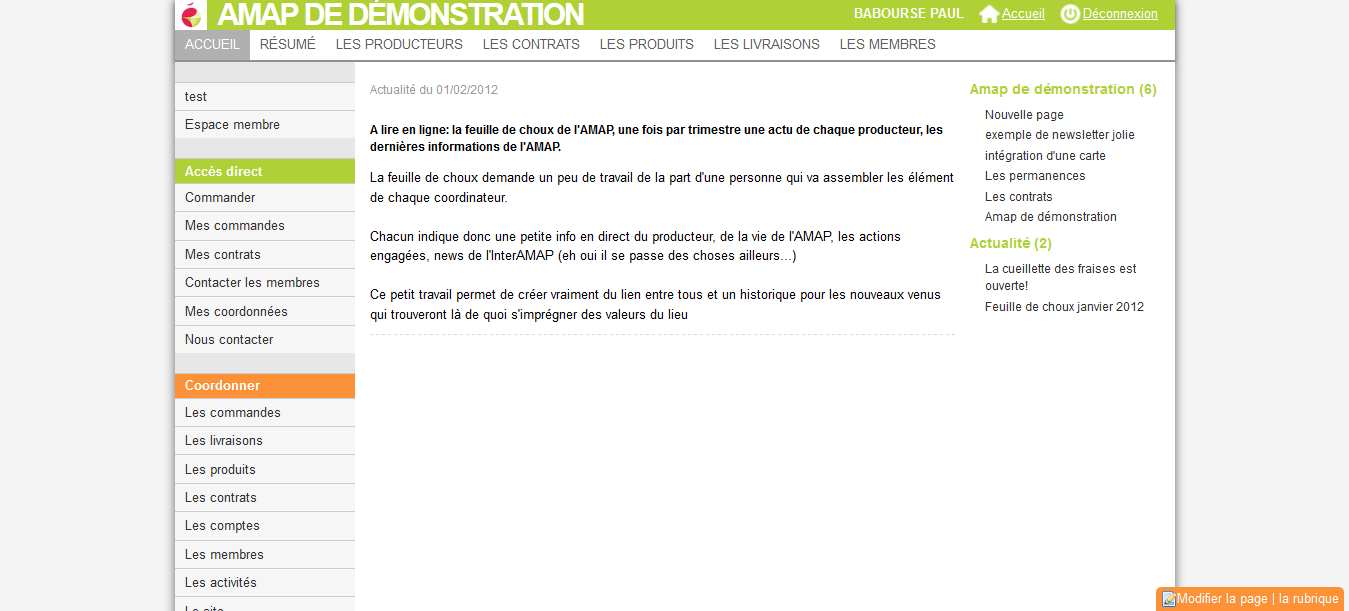 AMAP DE DÉMONSTRATION
BABOURSE PAUL Accueil Déconnexion
ACCUEIL RÉSUMÉ LES PRODUCTEURS LES CONTRATS LES PRODUITS LES LIVRAISONS LES MEMBRES
test
Espace membre
Accès direct
Commander
Mes commandes
Mes contrats
Contacter les membres
Mes coordonnées
Nous contacter
Coordonner
Les commandes
Les livraisons
Les produits
Les contrats
Les comptes
Les membres
Les activités
Le site
Actualité du 01/02/2012
A lire en ligne: la feuille de choux de l'AMAP, une fois par trimestre une actu de chaque producteur, les
dernières informations de l'AMAP.
La feuille de choux demande un peu de travail de la part d'une personne qui va assembler les élément
de chaque coordinateur.
Chacun indique donc une petite info en direct du producteur, de la vie de l'AMAP, les actions
engagées, news de l'InterAMAP (eh oui il se passe des choses ailleurs...)
Ce petit travail permet de créer vraiment du lien entre tous et un historique pour les nouveaux venus
qui trouveront là de quoi s'imprégner des valeurs du lieu
Amap de démonstration (6)
Nouvelle page
exemple de newsletter jolie
intégration d'une carte
Les permanences
Les contrats
Amap de démonstration
Actualité (2)
La cueillette des fraises est
ouverte!
Feuille de choux janvier 2012
Modifier la page | la rubrique